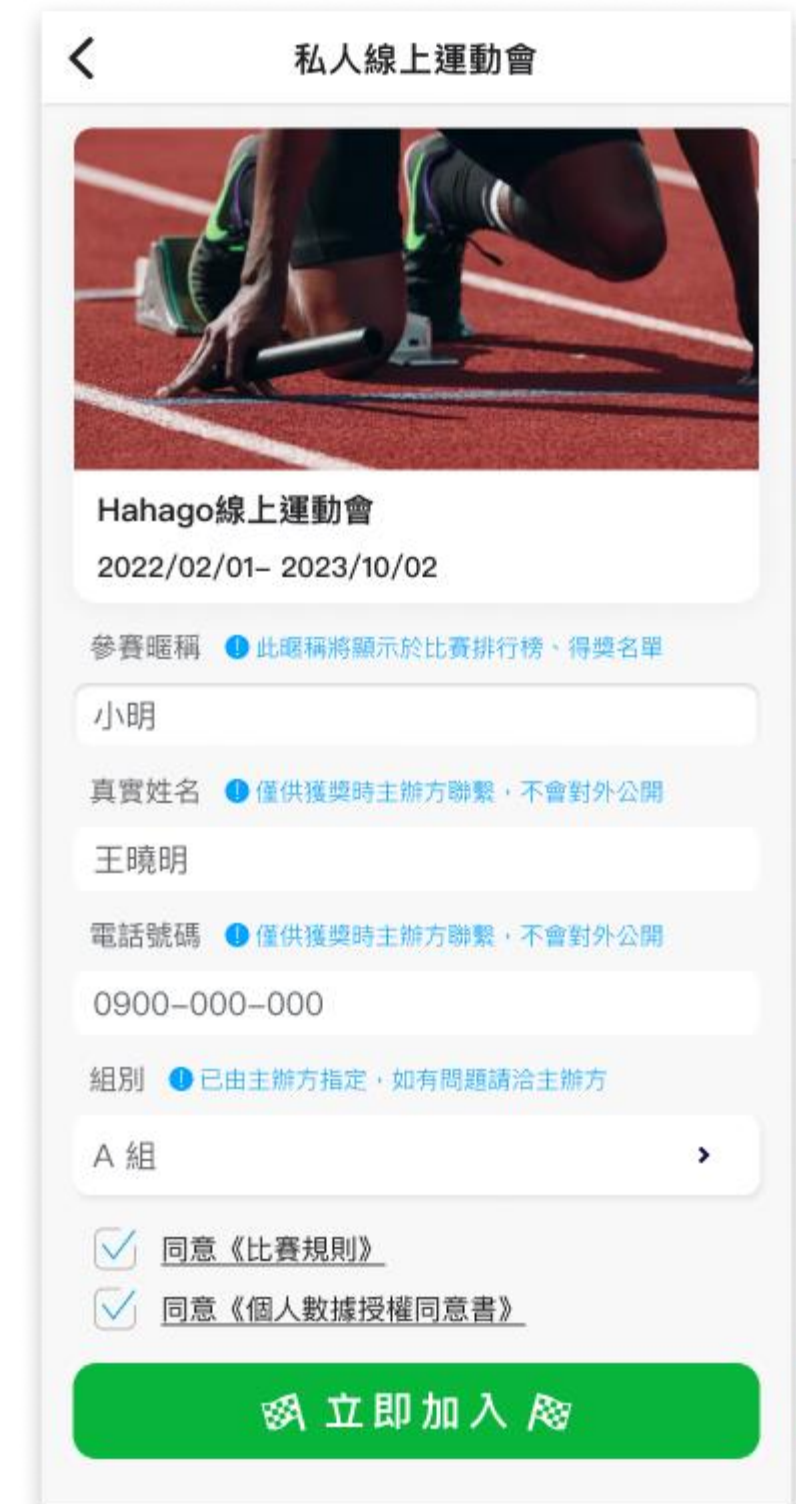 私人線上運動會
Hahago線上運動會
2022/02/01– 2023/10/02
參賽暱稱 此暱稱將顯示於比賽排行榜、得獎名單
小明
真實姓名 僅供獲獎時主辦方聯繫，不會對外公開
王曉明
電話號碼 僅供獲獎時主辦方聯繫，不會對外公開
0900–000–000
組別 已由主辦方指定，如有問題請洽主辦方
A 組
同意《比賽規則》
同意《個人數據授權同意書》
立即加入